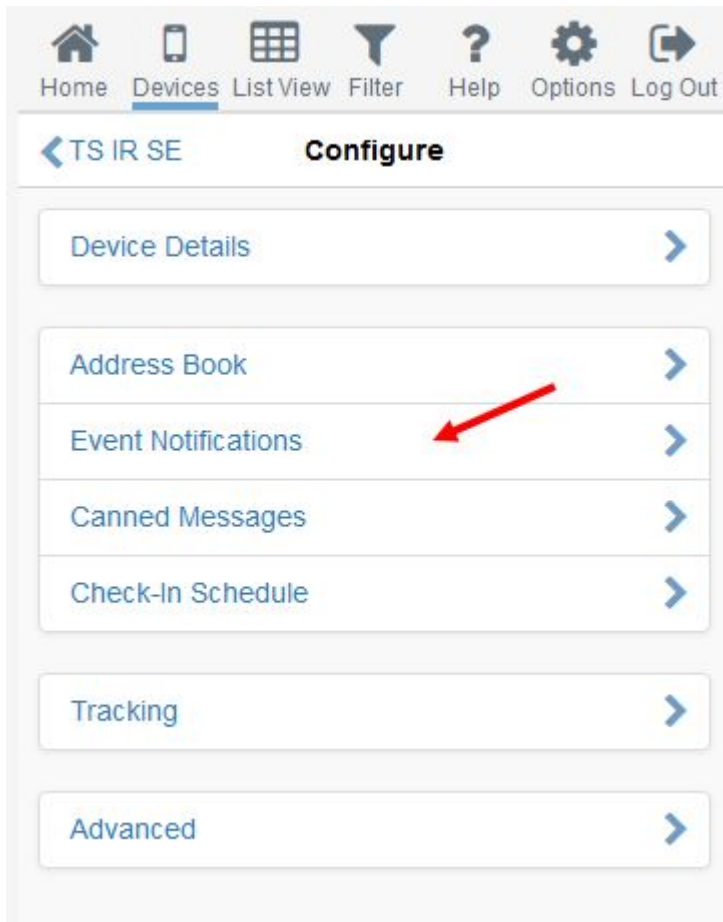 Home Devices List View Filter Help Options Log Out
TS IR SE Configure
Device Details
Address Book
Event Notifications
Canned Messages
Check-In Schedule
Tracking
Advanced